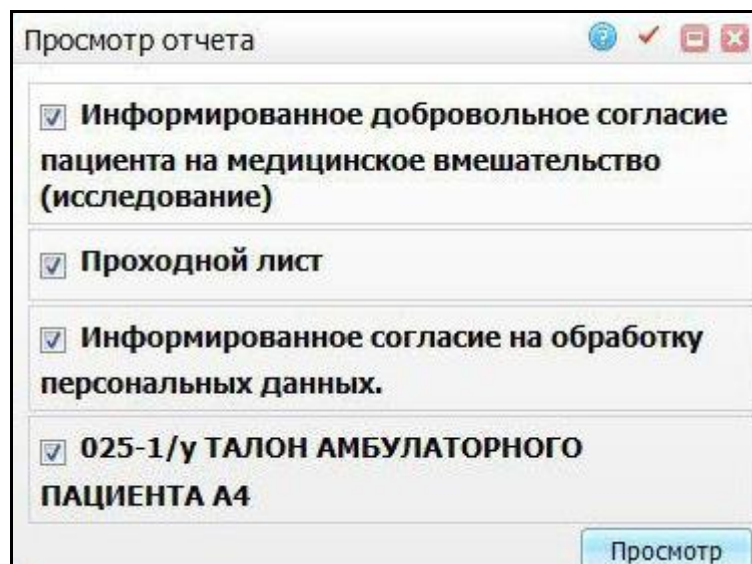 Просмотр отчета
Информированное добровольное согласие
пациента на медицинское вмешательство
(исследование)
Проходной лист
Информированное согласие на обработку
персональных данных.
025-1/у ТАЛОН АМБУЛАТОРНОГО
ПАЦИЕНТА А4
Просмотр